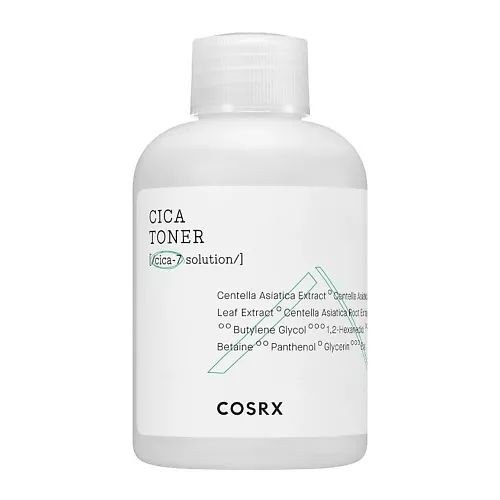 CICA
TONER
[/cica-7 solution/]
Centella Asiatica Extract ° Centella
Leaf Extract ° Centella Asiatica Root
°° Butylene Glycol °°° 1,2-Hexanediol
Betaine °° Panthenol ° Glycerin °°°
COSRX